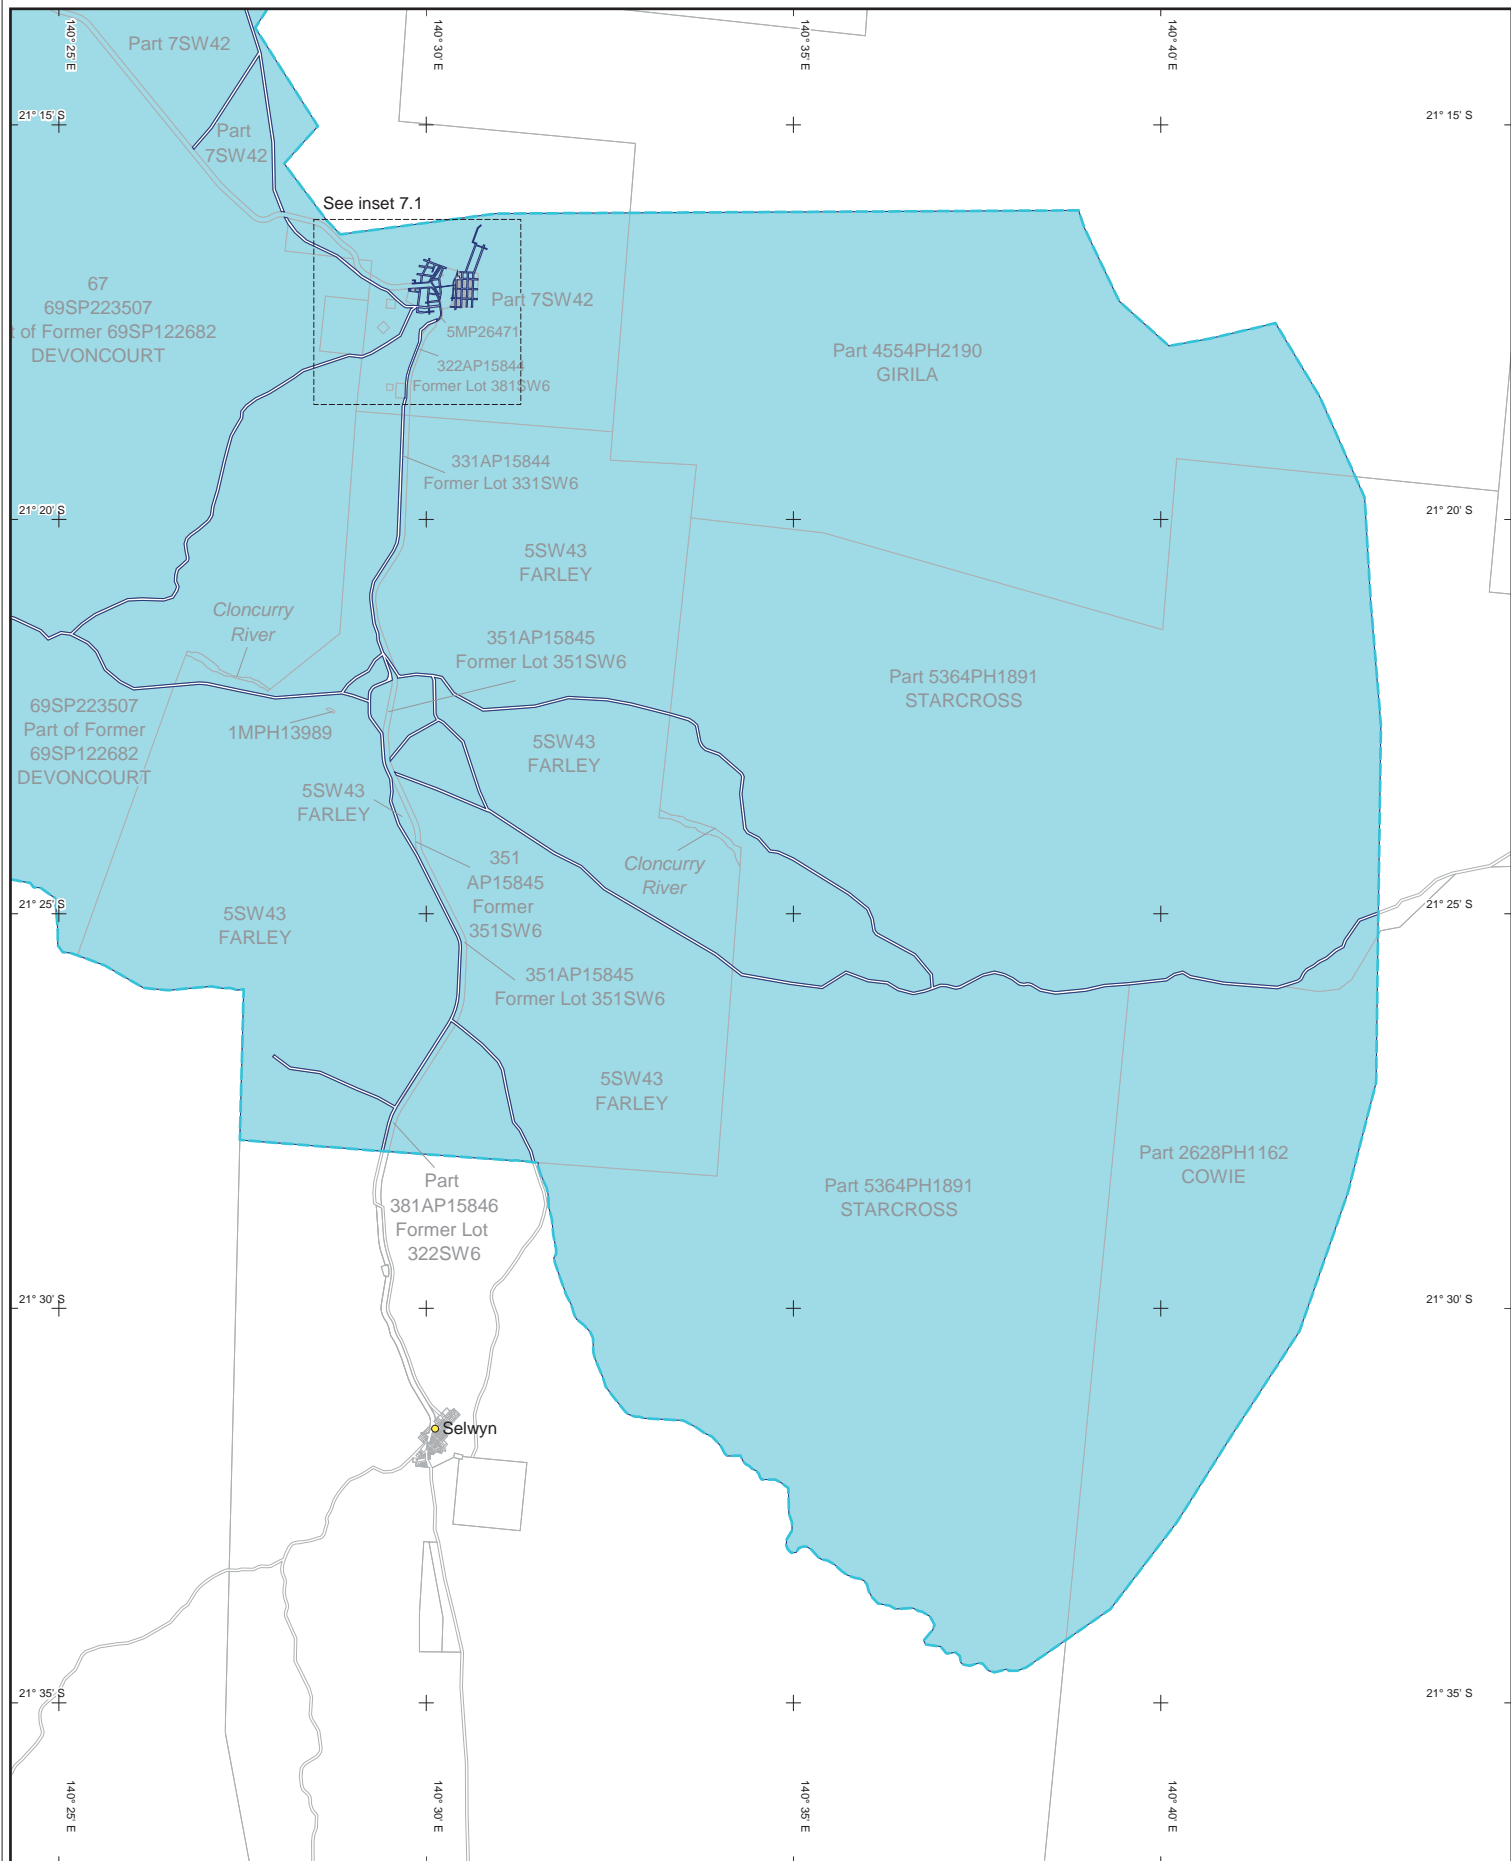 140° 25' E
140° 30' E
140° 35' E
140° 40' E
Part 7SW42
21° 15' S
21° 15' S
Part
7SW42
See inset 7.1
67
69SP223507
t of Former 69SP122682
DEVONCOURT
Part 7SW42
5MP26471
322AP15844
Former Lot 381SW6
Part 4554PH2190
GIRILA
331AP15844
Former Lot 331SW6
21° 20' S
21° 20' S
5SW43
FARLEY
Cloncurry
River
351AP15845
Former Lot 351SW6
Part 5364PH1891
STARCROSS
69SP223507
Part of Former
69SP122682
DEVONCOURT
1MPH13989
5SW43
FARLEY
5SW43
FARLEY
351
AP15845
Former
351SW6
Cloncurry
River
21° 25' S
21° 25' S
5SW43
FARLEY
351AP15845
Former Lot 351SW6
5SW43
FARLEY
Part
381AP15846
Former Lot
322SW6
Part 5364PH1891
STARCROSS
Part 2628PH1162
COWIE
21° 30' S
21° 30' S
Selwyn
21° 35' S
21° 35' S
140° 25' E
140° 30' E
140° 35' E
140° 40' E